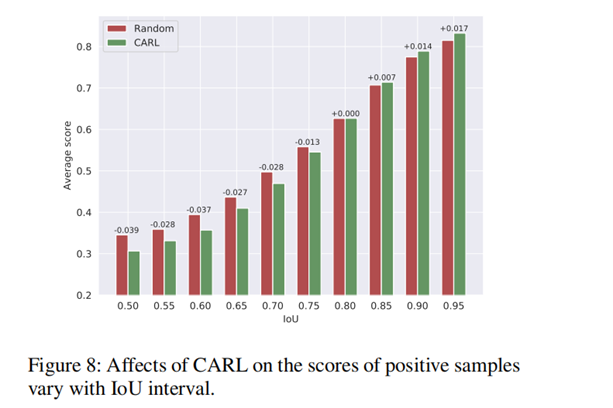 Random
CARL
+0.017
+0.014
+0.007
+0.000
-0.013
-0.028
-0.027
-0.037
-0.028
-0.039
Average score
0.8
0.7
0.6
0.5
0.4
0.3
0.2
0.50 0.55 0.60 0.65 0.70 0.75 0.80 0.85 0.90 0.95
IoU
Figure 8: Affects of CARL on the scores of positive samples
vary with IoU interval.